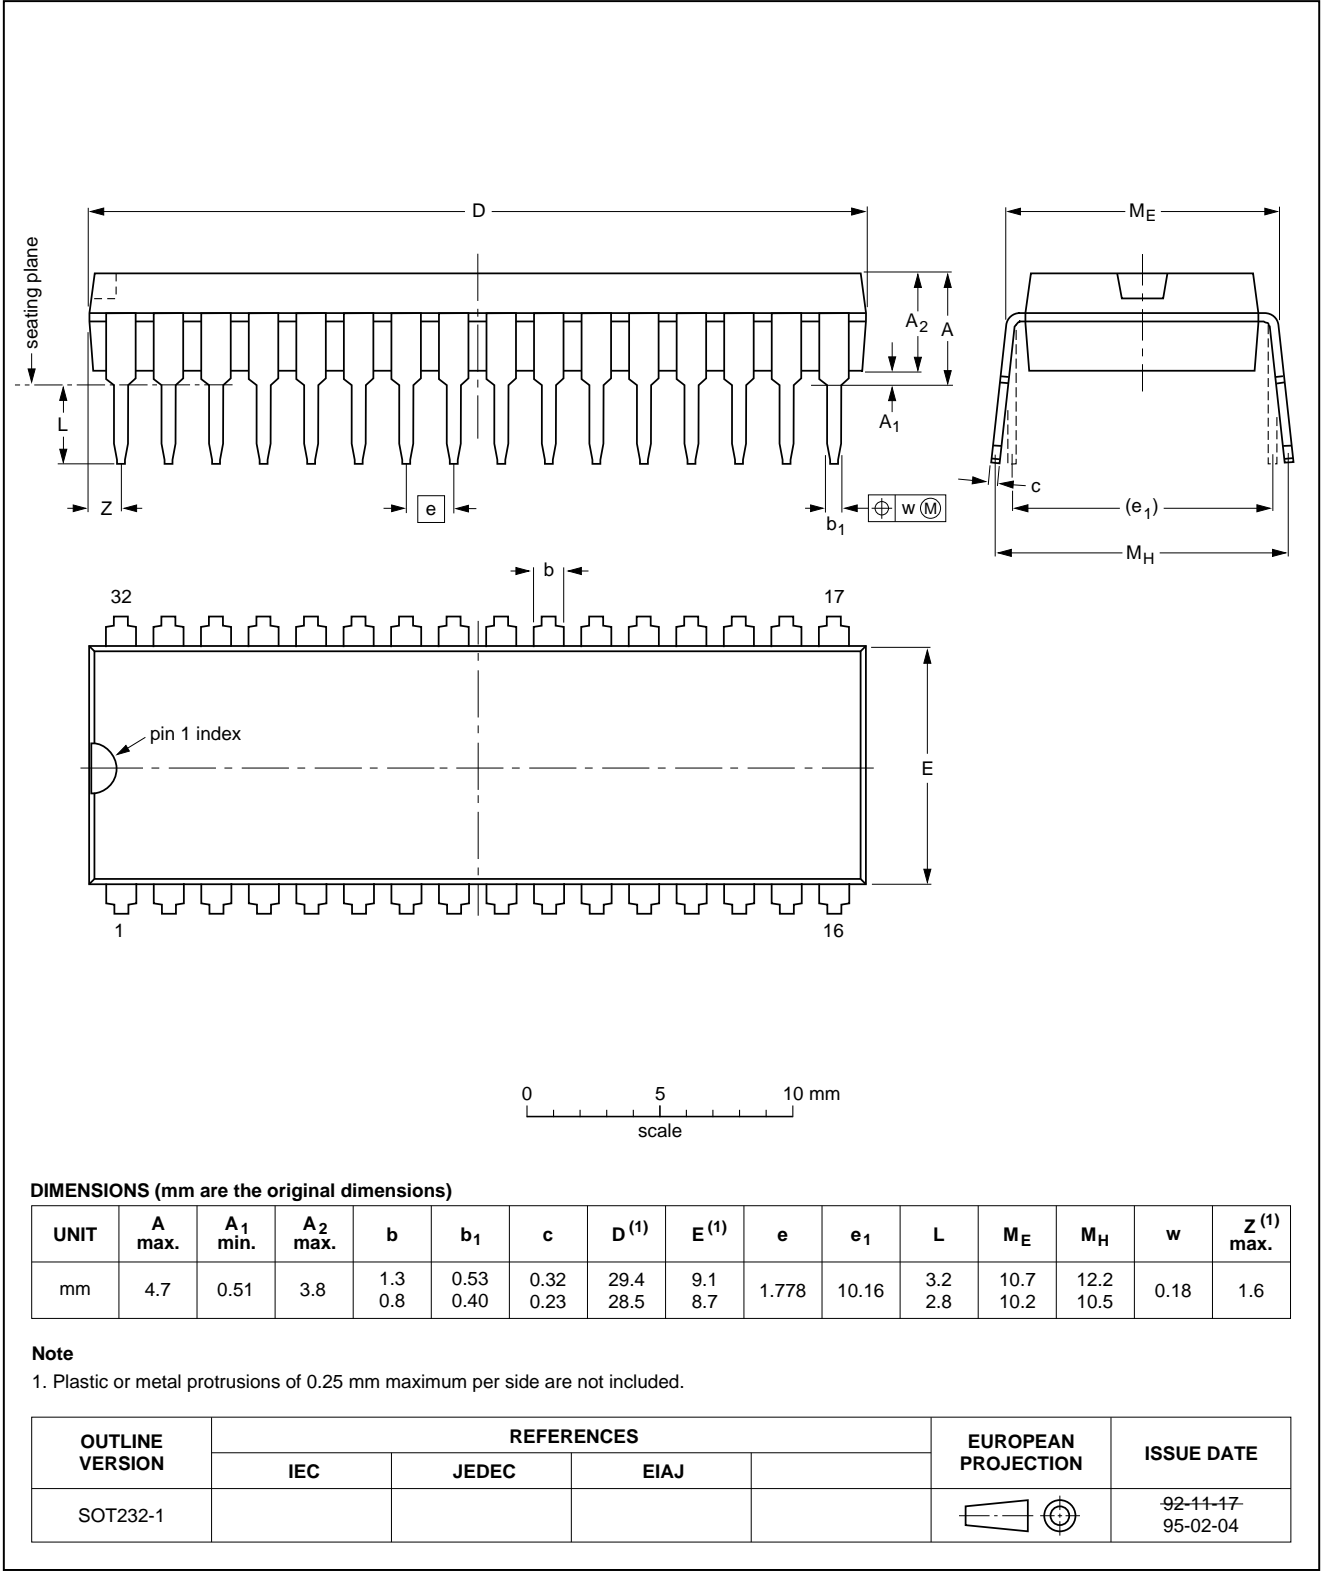 D
M_E
seating plane
A_2
A
L
A_1
Z
e
b_1
w Ⓜ
c
(e_1)
M_H
b
32
17
pin 1 index
E
1
16
0 5 10 mm
scale
DIMENSIONS (mm are the original dimensions)
UNIT A max. A_1 min. A_2 max. b b_1 c D(1) E(1) e e_1 L M_E M_H w Z(1) max.
mm 4.7 0.51 3.8 1.3 0.8 0.53 0.40 0.32 0.23 29.4 28.5 9.1 8.7 1.778 10.16 3.2 2.8 10.7 10.2 12.2 10.5 0.18 1.6
Note
1. Plastic or metal protrusions of 0.25 mm maximum per side are not included.
OUTLINE VERSION REFERENCES EUROPEAN PROJECTION ISSUE DATE
IEC JEDEC EIAJ
SOT232-1 92-11-17
95-02-04